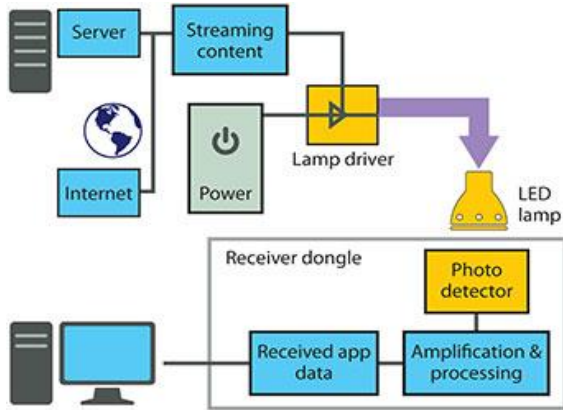 Server
Streaming
content
Internet
Power
Lamp driver
LED
lamp
Receiver dongle
Photo
detector
Received app
data
Amplification &
processing